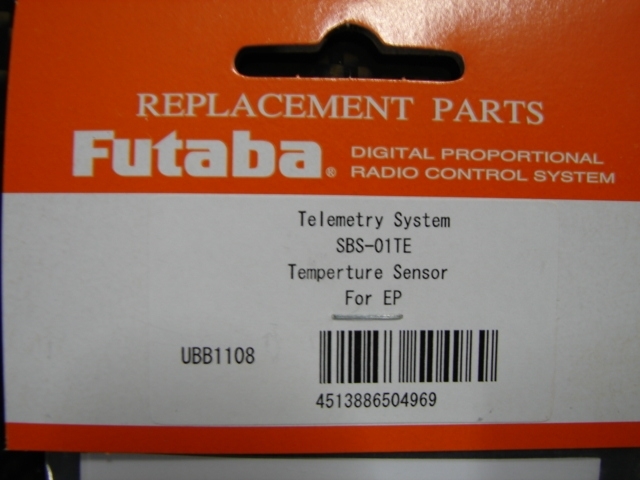 REPLACEMENT PARTS
Futaba® DIGITAL PROPORTIONAL
RADIO CONTROL SYSTEM
Telemetry System
SBS-01TE
Temperture Sensor
For EP
UBB1108
4513886504969